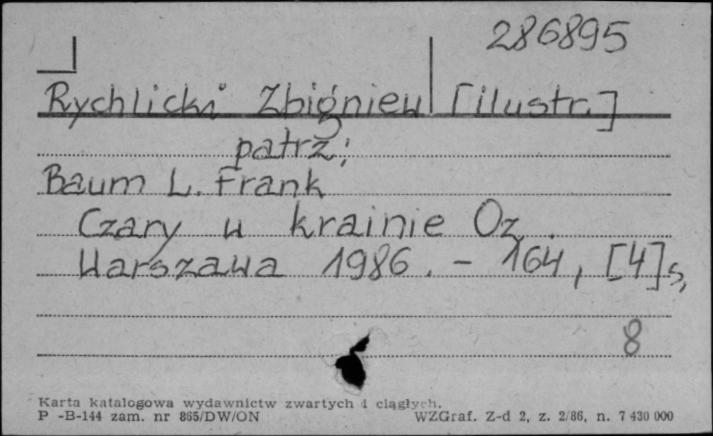 286895
Rychlicki Zbigniew [ilustr.]
patrz:
Baum L. Frank
Czary w krainie Oz.
Warszawa 1986. - 164, [4]s,
8
Karta katalogowa wydawnictw zwartych i ciągłych.
P -B-144 zam. nr 865/DW/ON WZGraf. Z-d 2, z. 2/86, n. 7 430 000